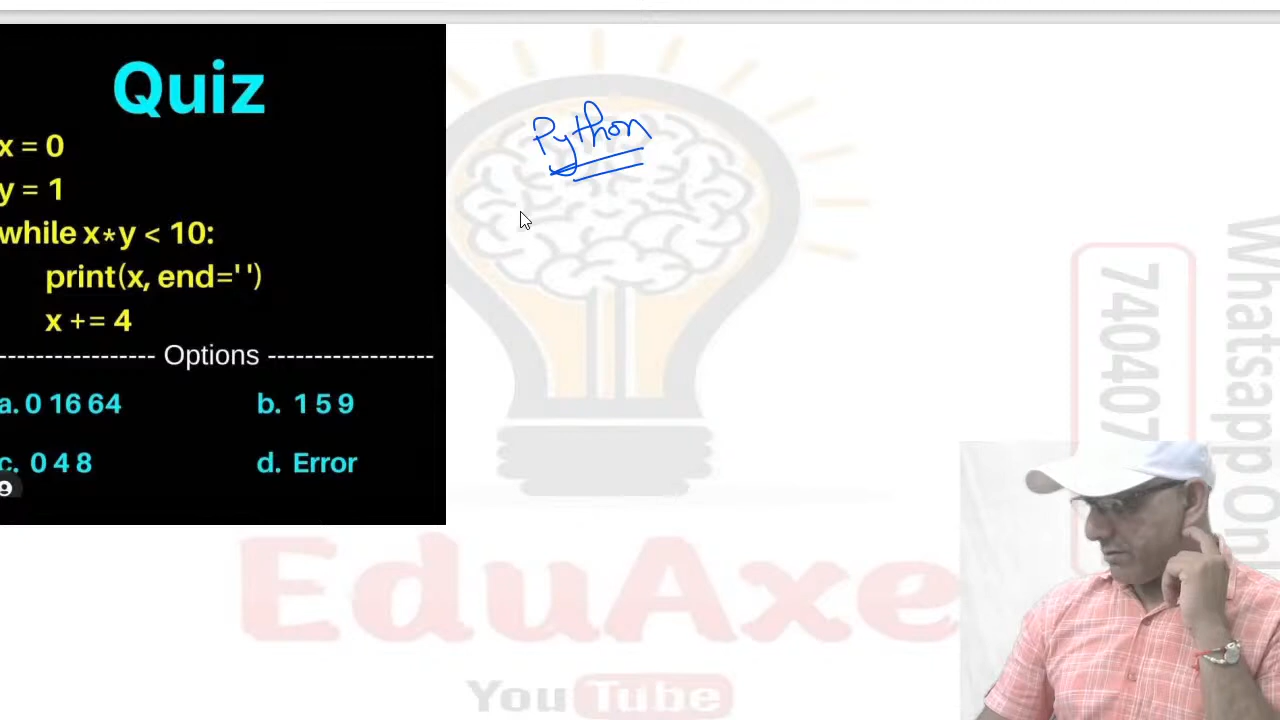 Quiz
x = 0
y = 1
while x*y < 10:
print(x, end=' ')
x += 4
----------------- Options ------------------
a. 0 16 64
b. 1 5 9
c. 0 4 8
d. Error
Python
EduAxe
YouTube
740407
Whatsapp